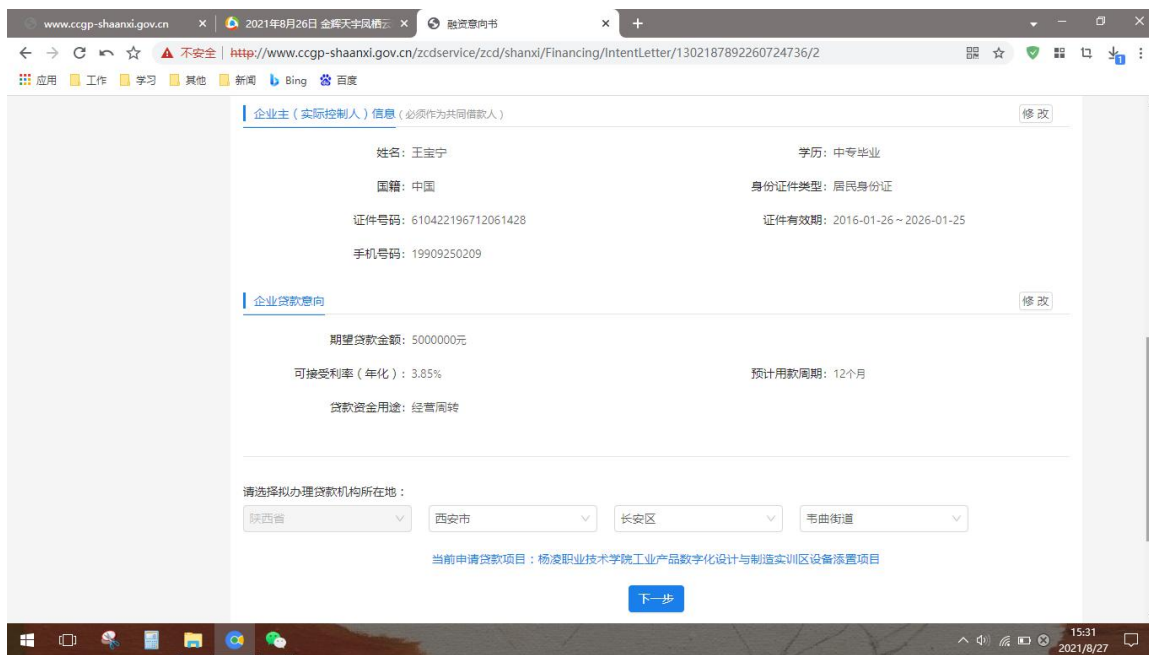 www.ccgp-shaanxi.gov.cn
2021年8月26日 金辉天宇凤栖云
融资意向书
不安全 http://www.ccgp-shaanxi.gov.cn/zcdservice/zcd/shanxi/Financing/IntentLetter/1302187892260724736/2
应用 工作 学习 其他 新闻 Bing 百度
企业主（实际控制人）信息（必须作为共同借款人） 修 改
姓名：王宝宁 学历：中专毕业
国籍：中国 身份证件类型：居民身份证
证件号码：610422196712061428 证件有效期：2016-01-26 ~ 2026-01-25
手机号码：19909250209
企业贷款意向 修 改
期望贷款金额：5000000元
可接受利率（年化）：3.85% 预计用款周期：12个月
贷款资金用途：经营周转
请选择拟办理贷款机构所在地：
陕西省 西安市 长安区 韦曲街道
当前申请贷款项目：杨凌职业技术学院工业产品数字化设计与制造实训区设备添置项目
下一步
15:31
2021/8/27